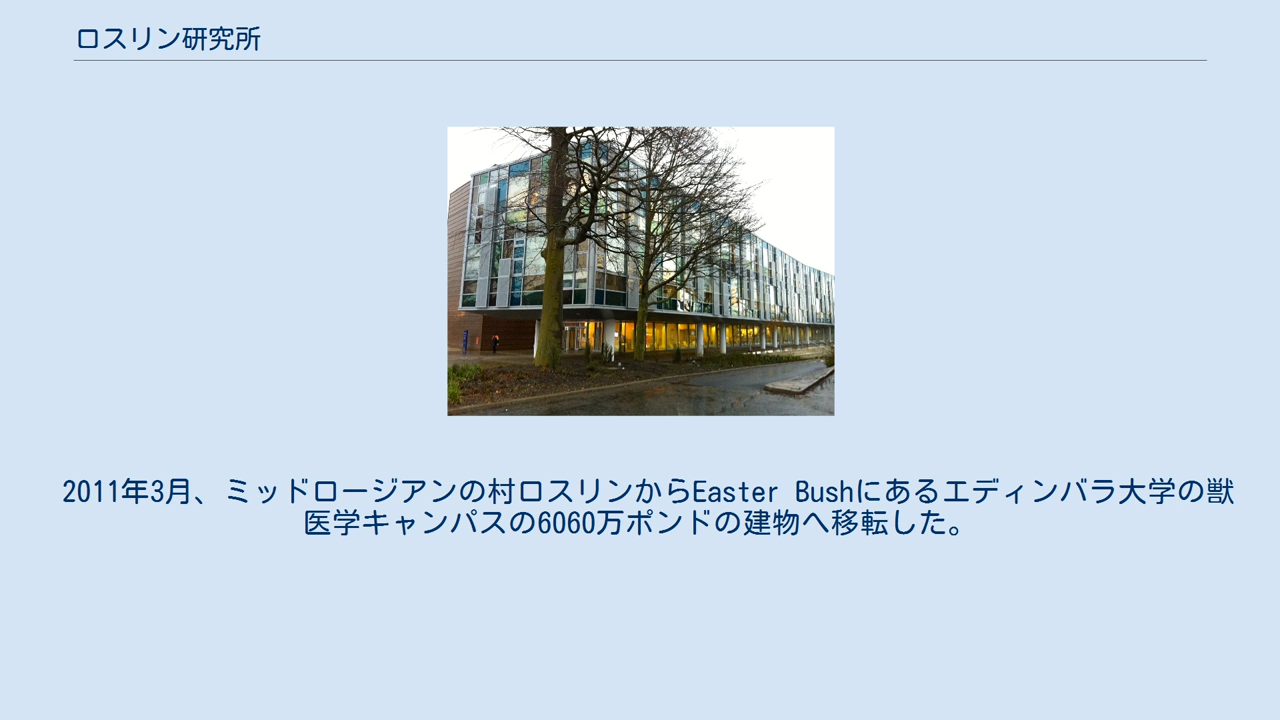 ロスリン研究所
2011年3月、ミッドロージアンの村ロスリンからEaster Bushにあるエディンバラ大学の獣
医学キャンパスの6060万ポンドの建物へ移転した。